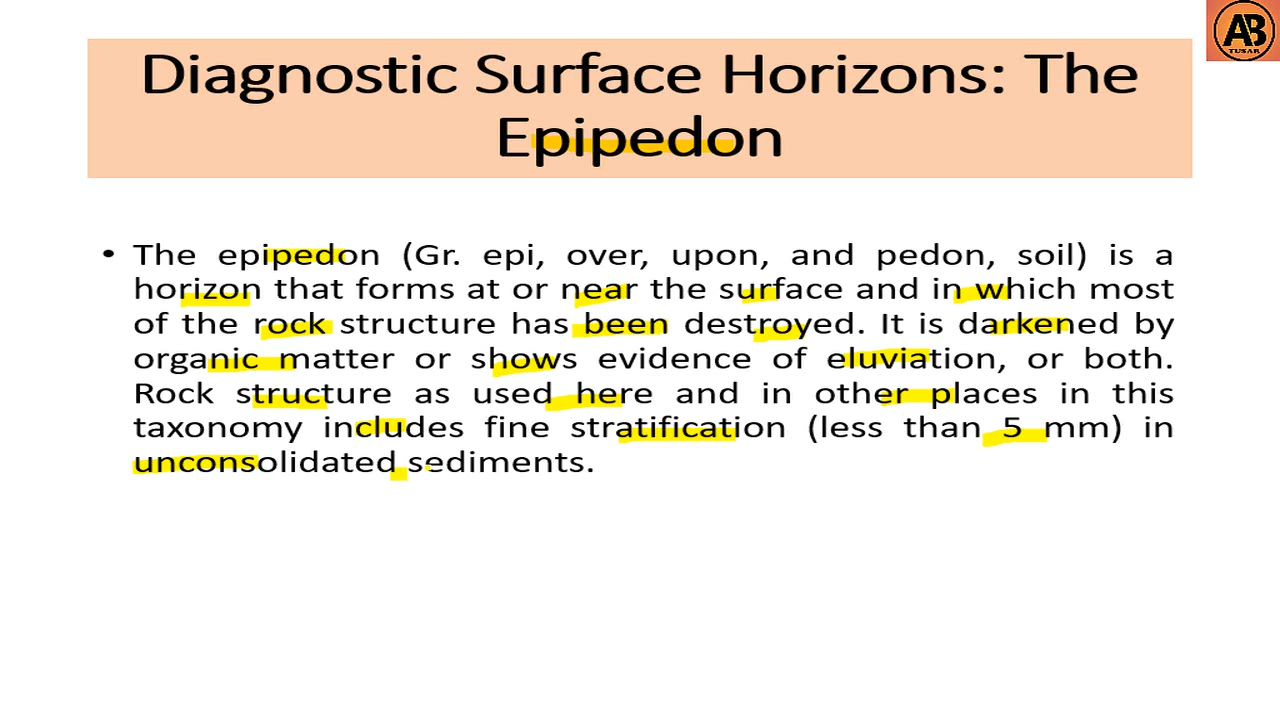 AB
TUSAR
Diagnostic Surface Horizons: The
Epipedon
• The epipedon (Gr. epi, over, upon, and pedon, soil) is a
horizon that forms at or near the surface and in which most
of the rock structure has been destroyed. It is darkened by
organic matter or shows evidence of eluviation, or both.
Rock structure as used here and in other places in this
taxonomy includes fine stratification (less than 5 mm) in
unconsolidated sediments.